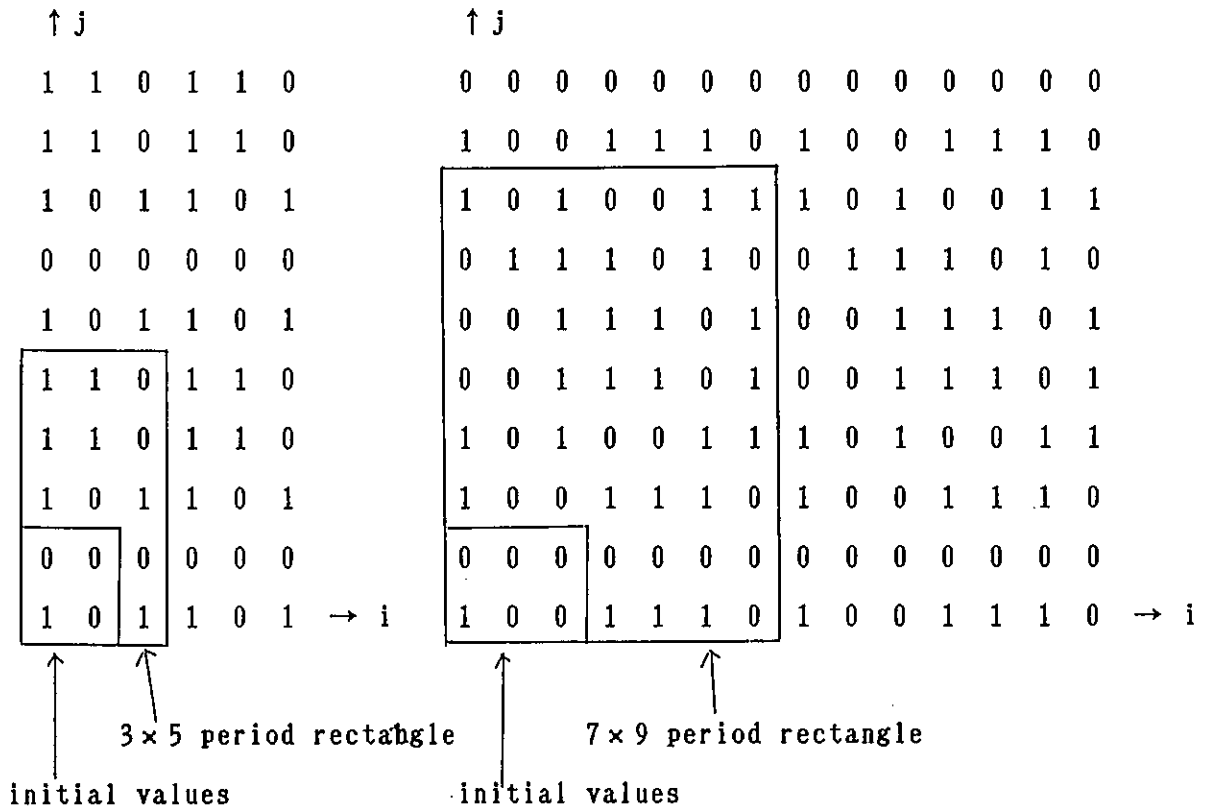 ↑ j ↑ j
1 1 0 1 1 0 0 0 0 0 0 0 0 0 0 0 0 0 0 0
1 1 0 1 1 0 1 0 0 1 1 1 0 1 0 0 1 1 1 0
1 0 1 1 0 1 1 0 1 0 0 1 1 1 0 1 0 0 1 1
0 0 0 0 0 0 0 1 1 1 0 1 0 0 1 1 1 0 1 0
1 0 1 1 0 1 0 0 1 1 1 0 1 0 0 1 1 1 0 1
1 1 0 1 1 0 0 0 1 1 1 0 1 0 0 1 1 1 0 1
1 1 0 1 1 0 1 0 1 0 0 1 1 1 0 1 0 0 1 1
1 0 1 1 0 1 1 0 0 1 1 1 0 1 0 0 1 1 1 0
0 0 0 0 0 0 0 0 0 0 0 0 0 0 0 0 0 0 0 0
1 0 1 1 0 1 → i 1 0 0 1 1 1 0 1 0 0 1 1 1 0 → i
3 × 5 period rectabgle 7 × 9 period rectangle
initial values initial values